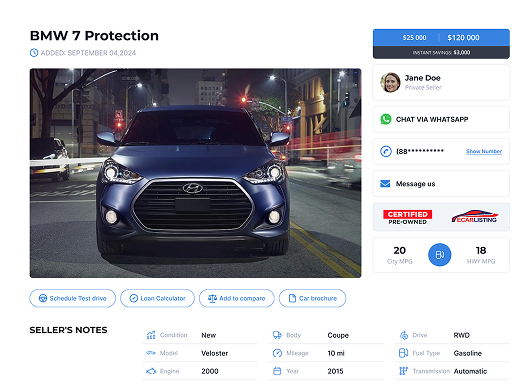 BMW 7 Protection
ADDED: SEPTEMBER 04,2024
$25 000
$120 000
INSTANT SAVINGS: $3,000
Jane Doe
Private Seller
CHAT VIA WHATSAPP
(88**********
Show Number
Message us
CERTIFIED
PRE-OWNED
ECARLISTING
20
City MPG
18
HWY MPG
Schedule Test drive
Loan Calculator
Add to compare
Car brochure
SELLER'S NOTES
Condition New
Body Coupe
Drive RWD
Model Veloster
Mileage 10 mi
Fuel Type Gasoline
Engine 2000
Year 2015
Transmission Automatic